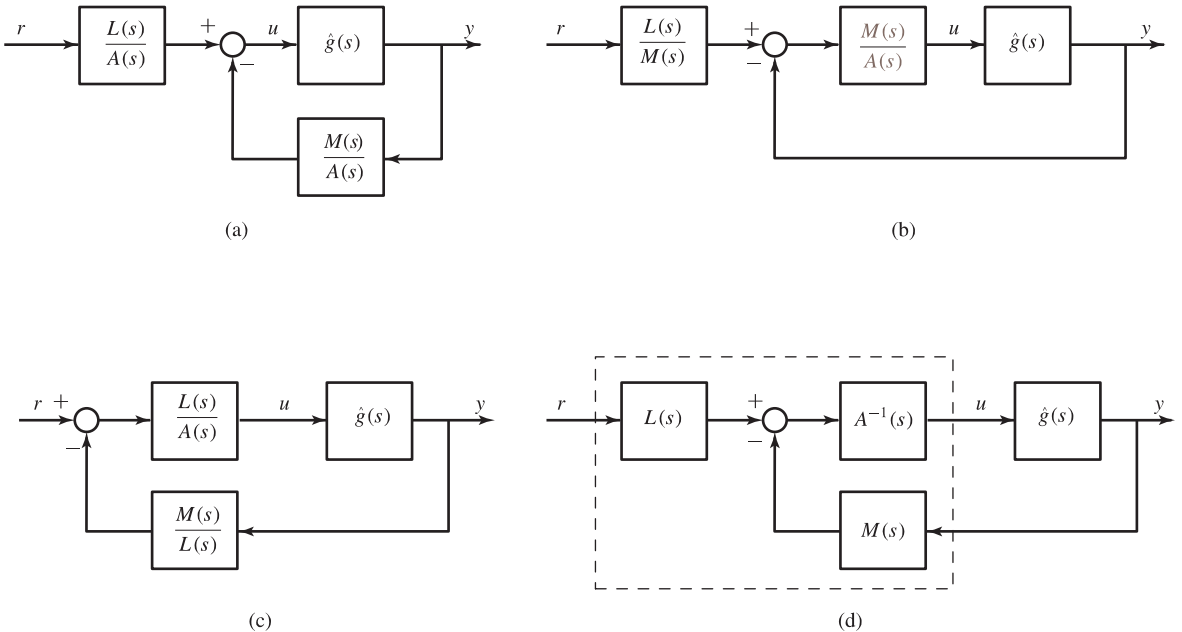 r
L(s)
A(s)
+
−
u
ĝ(s)
y
M(s)
A(s)
(a)
r
L(s)
M(s)
+
−
M(s)
A(s)
u
ĝ(s)
y
(b)
r
+
−
L(s)
A(s)
u
ĝ(s)
y
M(s)
L(s)
(c)
r
L(s)
+
−
A⁻¹(s)
u
ĝ(s)
y
M(s)
(d)